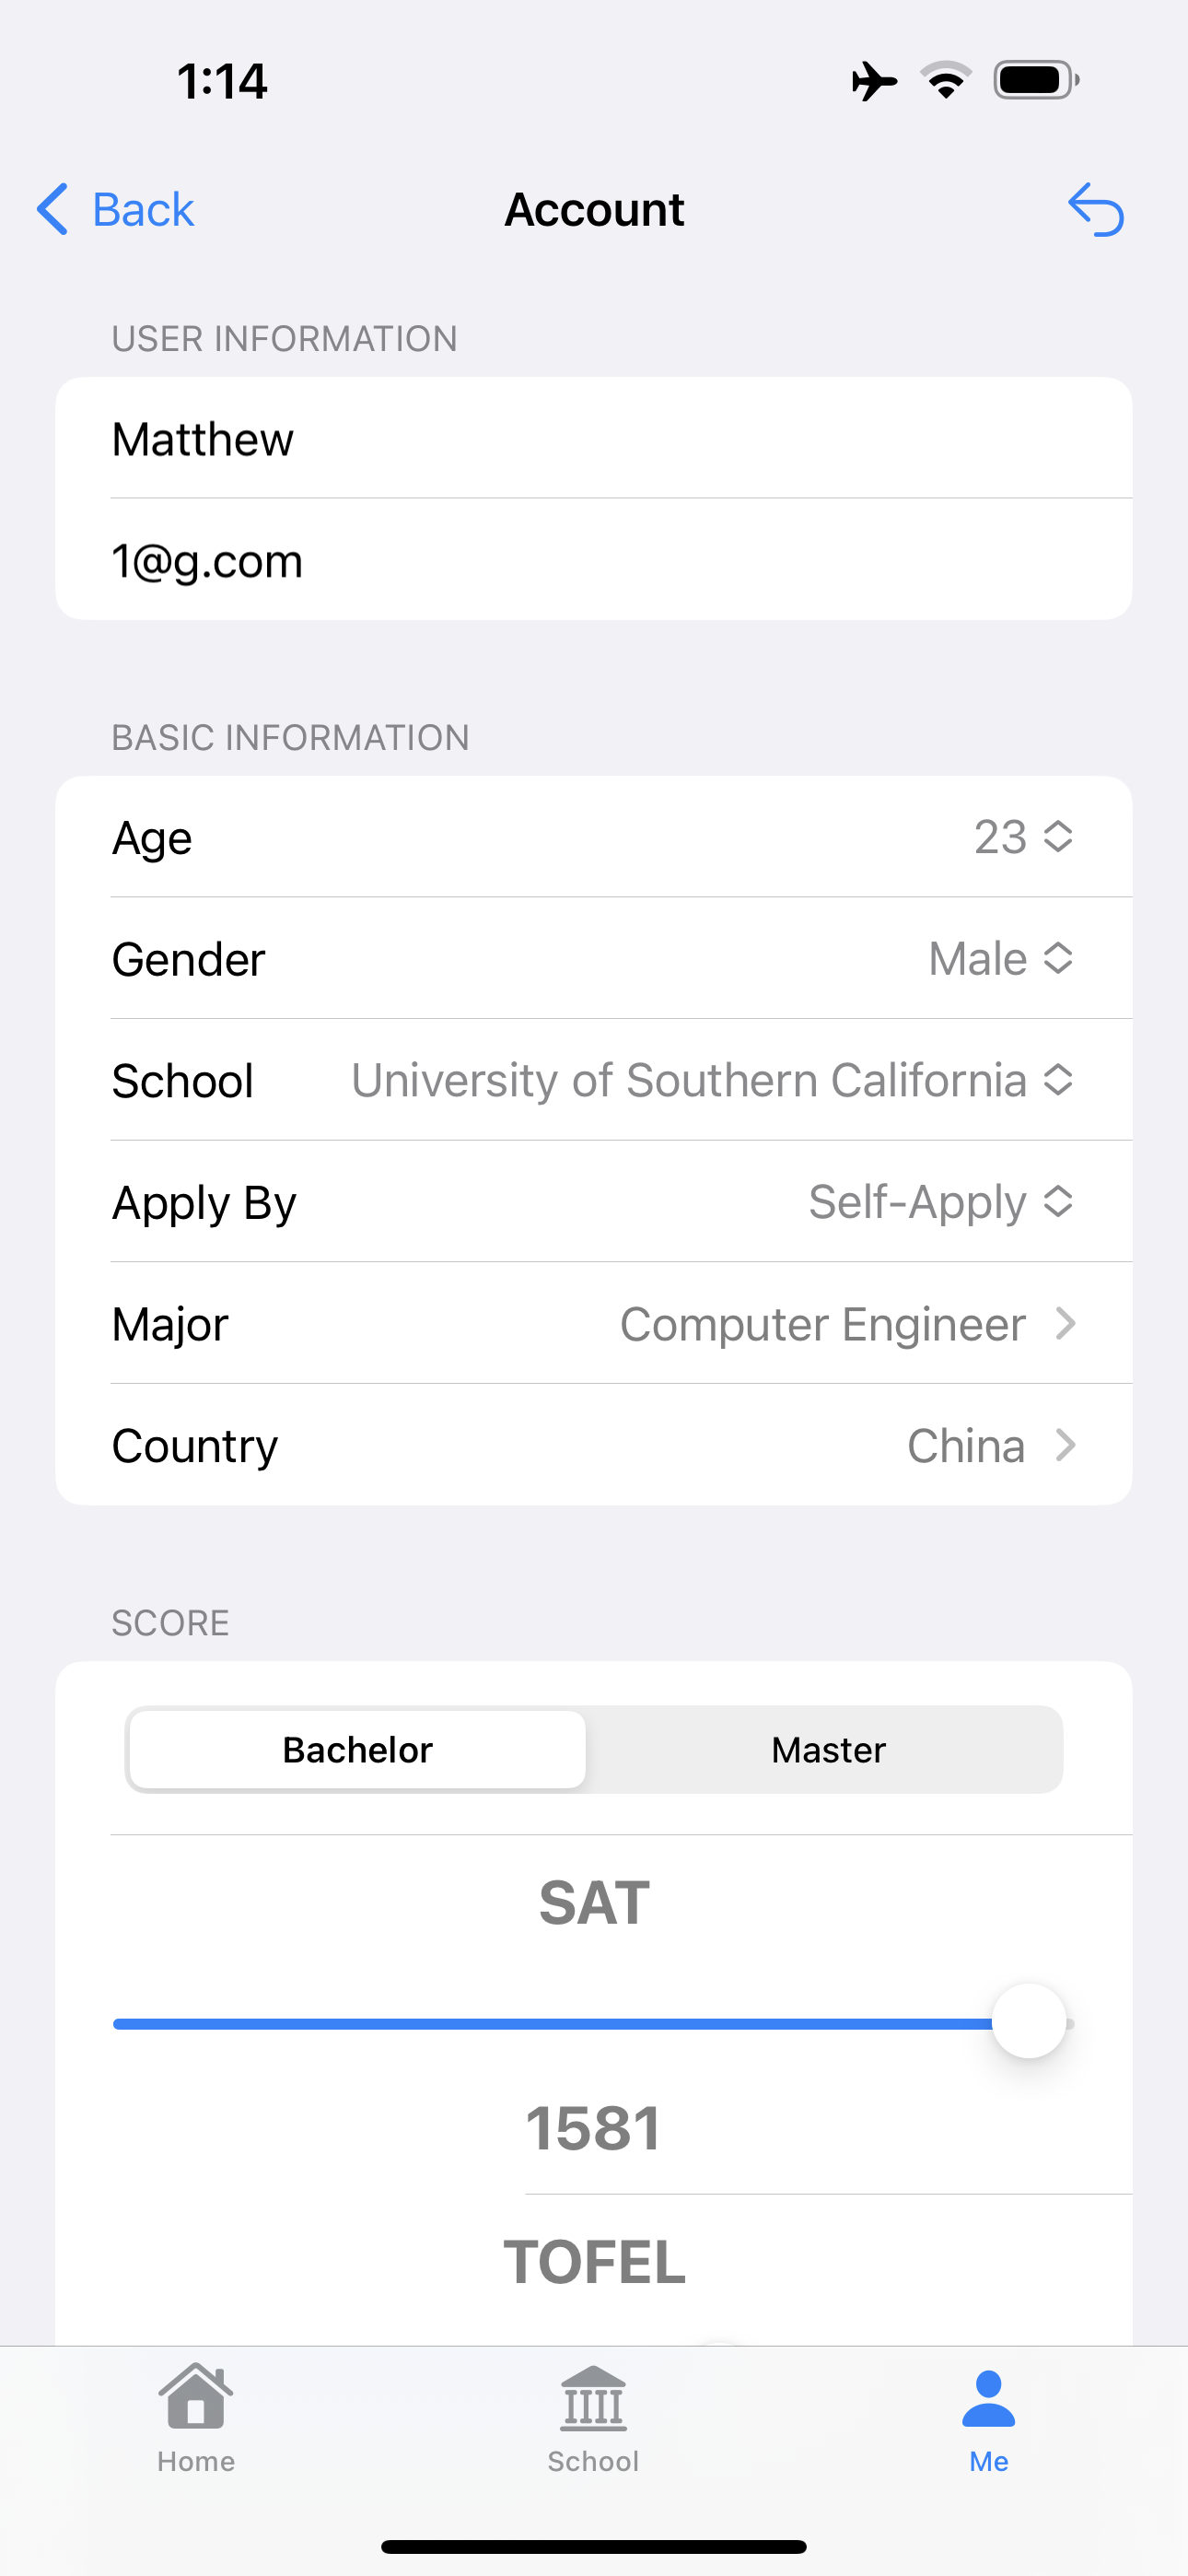 1:14
Back
Account
USER INFORMATION
Matthew
1@g.com
BASIC INFORMATION
Age 23
Gender Male
School University of Southern California
Apply By Self-Apply
Major Computer Engineer
Country China
SCORE
Bachelor Master
SAT
1581
TOFEL
Home School Me